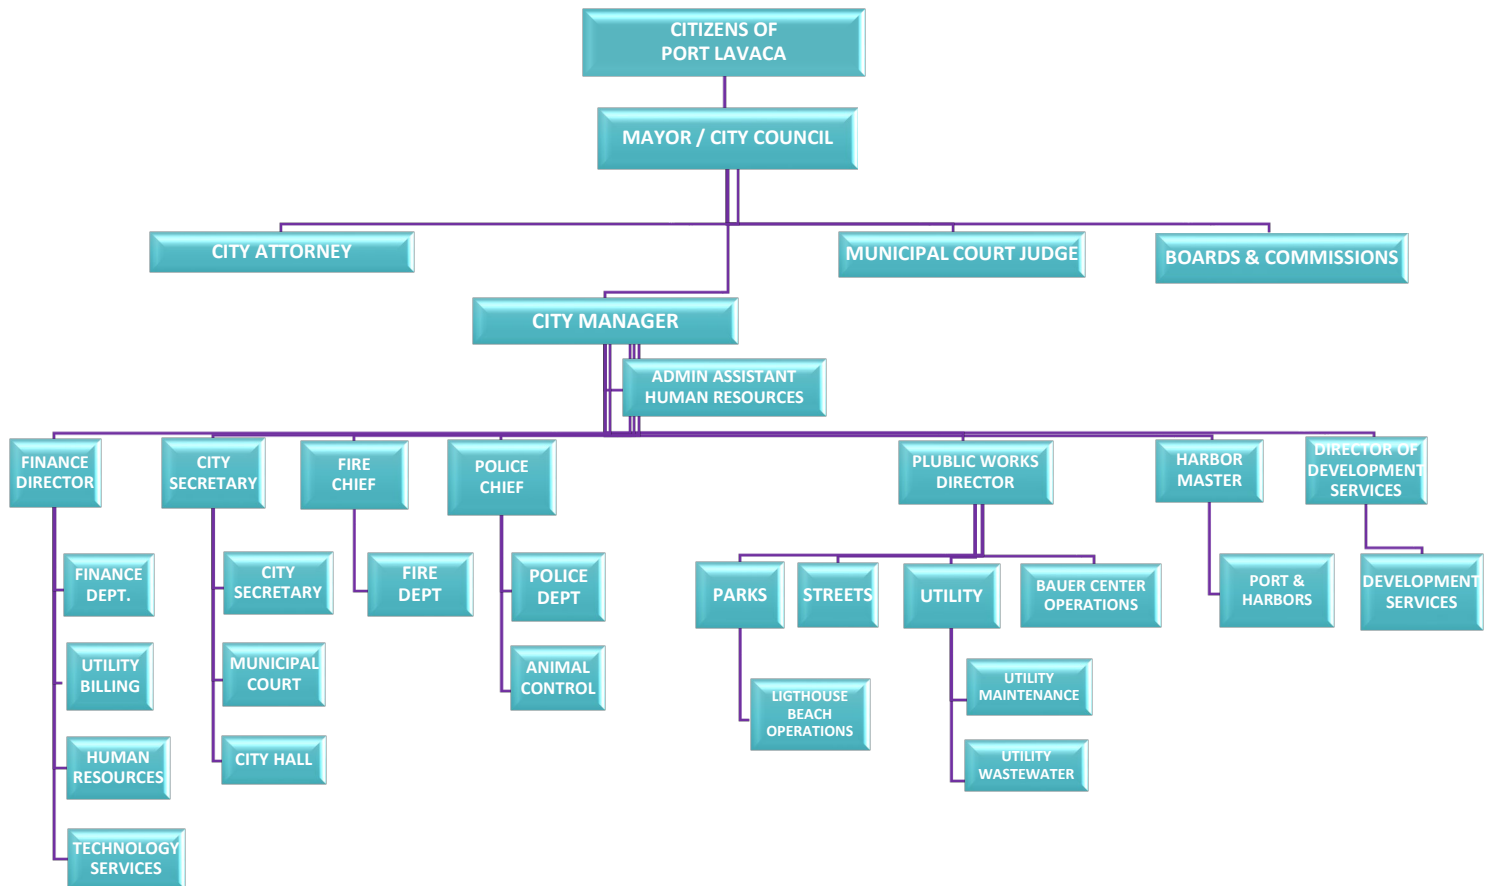 CITIZENS OF
PORT LAVACA
MAYOR / CITY COUNCIL
CITY ATTORNEY
MUNICIPAL COURT JUDGE
BOARDS & COMMISSIONS
CITY MANAGER
ADMIN ASSISTANT
HUMAN RESOURCES
FINANCE
DIRECTOR
CITY
SECRETARY
FIRE
CHIEF
POLICE
CHIEF
PLUBLIC WORKS
DIRECTOR
HARBOR
MASTER
DIRECTOR OF
DEVELOPMENT
SERVICES
FINANCE
DEPT.
CITY
SECRETARY
FIRE
DEPT
POLICE
DEPT
PARKS
STREETS
UTILITY
BAUER CENTER
OPERATIONS
PORT &
HARBORS
DEVELOPMENT
SERVICES
UTILITY
BILLING
MUNICIPAL
COURT
ANIMAL
CONTROL
LIGTHOUSE
BEACH
OPERATIONS
UTILITY
MAINTENANCE
HUMAN
RESOURCES
CITY HALL
UTILITY
WASTEWATER
TECHNOLOGY
SERVICES